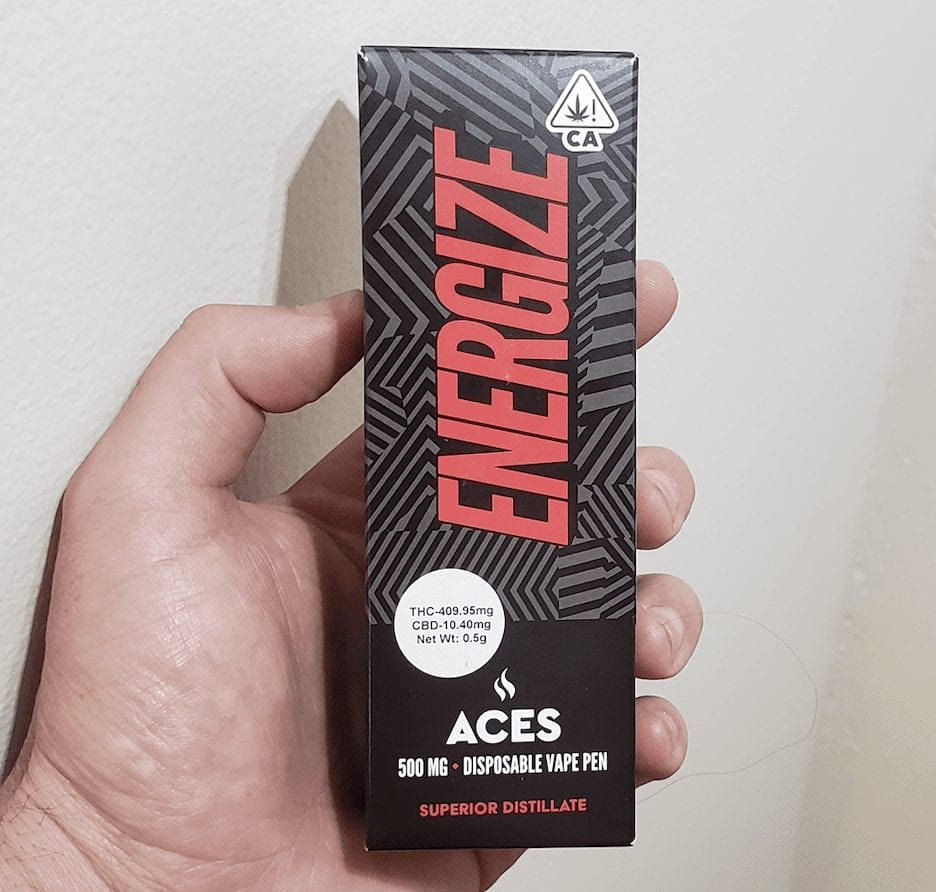 !
CA
ENERGIZE
THC-409.95mg
CBD-10.40mg
Net Wt: 0.5g
ACES
500 MG • DISPOSABLE VAPE PEN
SUPERIOR DISTILLATE